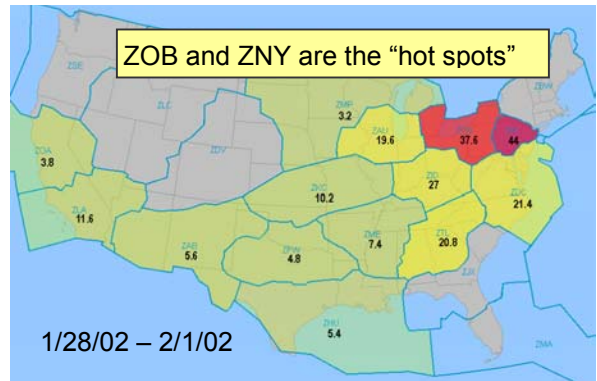 ZOB and ZNY are the “hot spots”
ZSE
ZBW
ZLC
ZMP
3.2
ZAU
19.6
37.6
44
ZDV
ZOA
3.8
ZID
27
ZDC
21.4
ZKC
10.2
ZLA
11.6
ZME
7.4
ZTL
20.8
ZAB
5.6
ZFW
4.8
ZJX
ZHU
5.4
ZMA
1/28/02 – 2/1/02